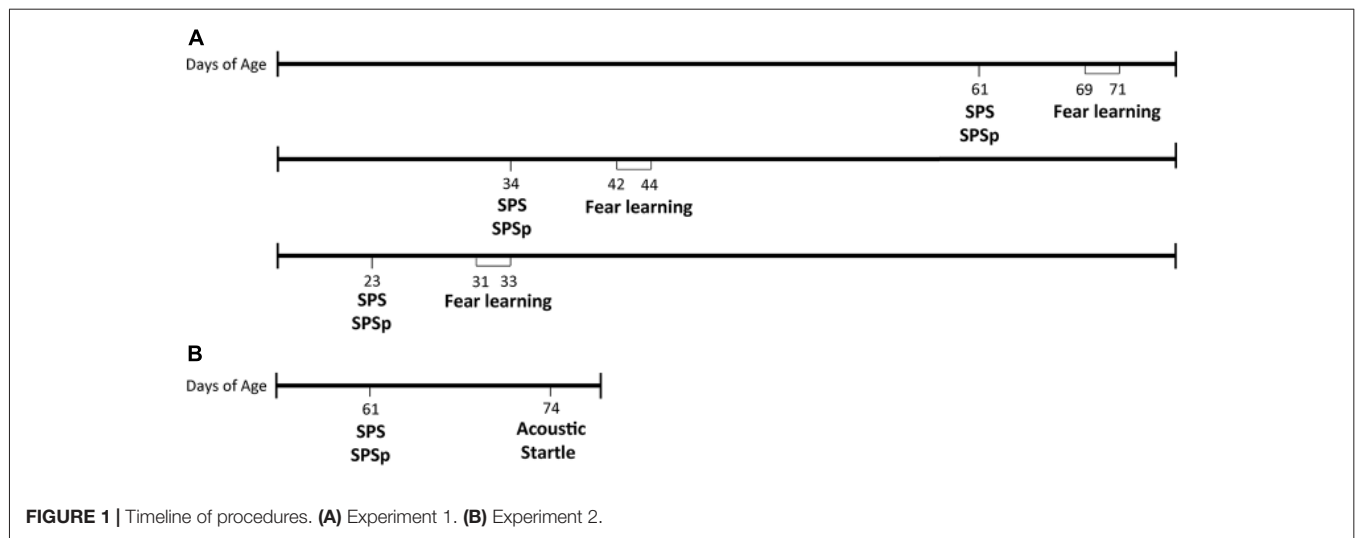 A
Days of Age
61 69 71
SPS Fear learning
SPSp
34 42 44
SPS Fear learning
SPSp
23 31 33
SPS Fear learning
SPSp
B
Days of Age
61 74
SPS Acoustic
SPSp Startle
FIGURE 1 | Timeline of procedures. (A) Experiment 1. (B) Experiment 2.